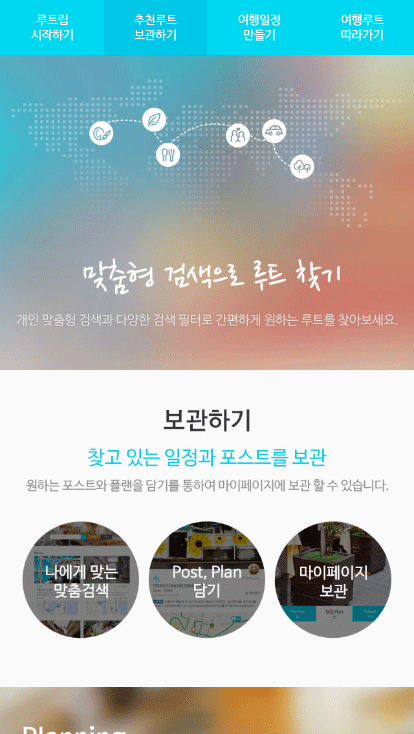 루트립
시작하기
추천루트
보관하기
여행일정
만들기
여행루트
따라가기
맞춤형 검색으로 루트 찾기
개인 맞춤형 검색과 다양한 검색 필터로 간편하게 원하는 루트를 찾아보세요.
보관하기
찾고 있는 일정과 포스트를 보관
원하는 포스트와 플랜을 담기를 통하여 마이페이지에 보관 할 수 있습니다.
나에게 맞는
맞춤검색
Post, Plan
담기
마이페이지
보관
Planning